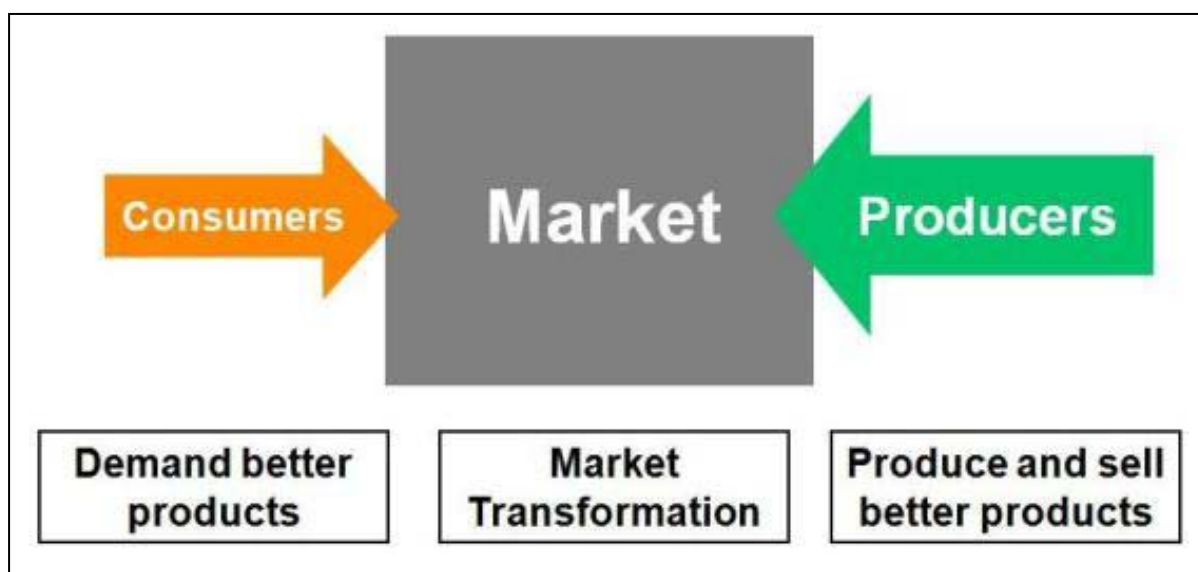 Consumers
Market
Producers
Demand better
products
Market
Transformation
Produce and sell
better products